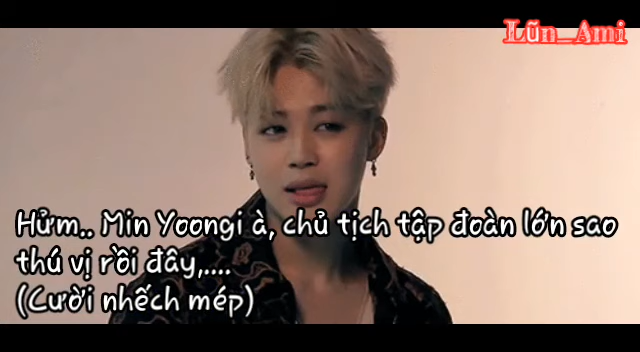 Lũn_Ami
Hửm.. Min Yoongi à, chủ tịch tập đoàn lớn sao
thú vị rồi đây,....
(Cười nhếch mép)